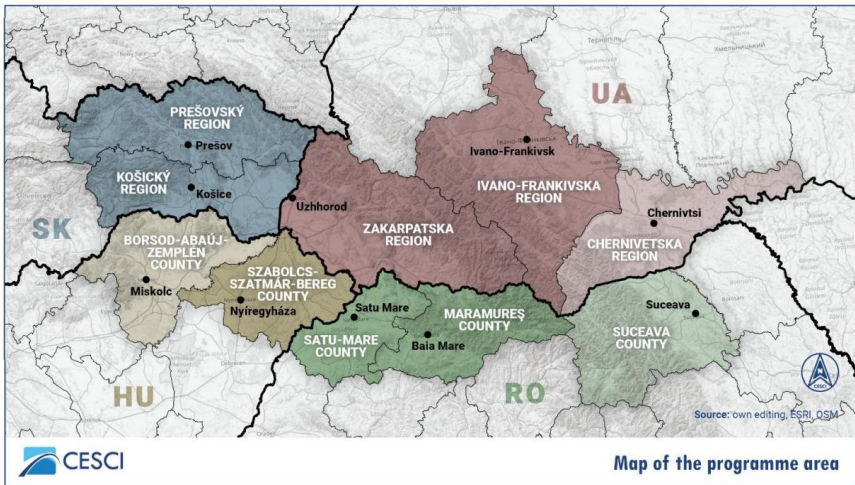 UA
PREŠOVSKÝ
REGION
Prešov
Ivano-Frankivsk
KOŠICKÝ
REGION
Košice
Uzhhorod
IVANO-FRANKIVSKA
REGION
Chernivtsi
SK
ZAKARPATSKA
REGION
CHERNIVETSKA
REGION
BORSOD-ABAÚJ-
ZEMPLÉN
COUNTY
Miskolc
SZABOLCS-
SZATMÁR-BEREG
COUNTY
Nyíregyháza
Satu Mare
MARAMUREŞ
COUNTY
Suceava
SATU-MARE
COUNTY
Baia Mare
SUCEAVA
COUNTY
HU
RO
CESCI
Source: own editing, ESRI, OSM
CESCI
Map of the programme area